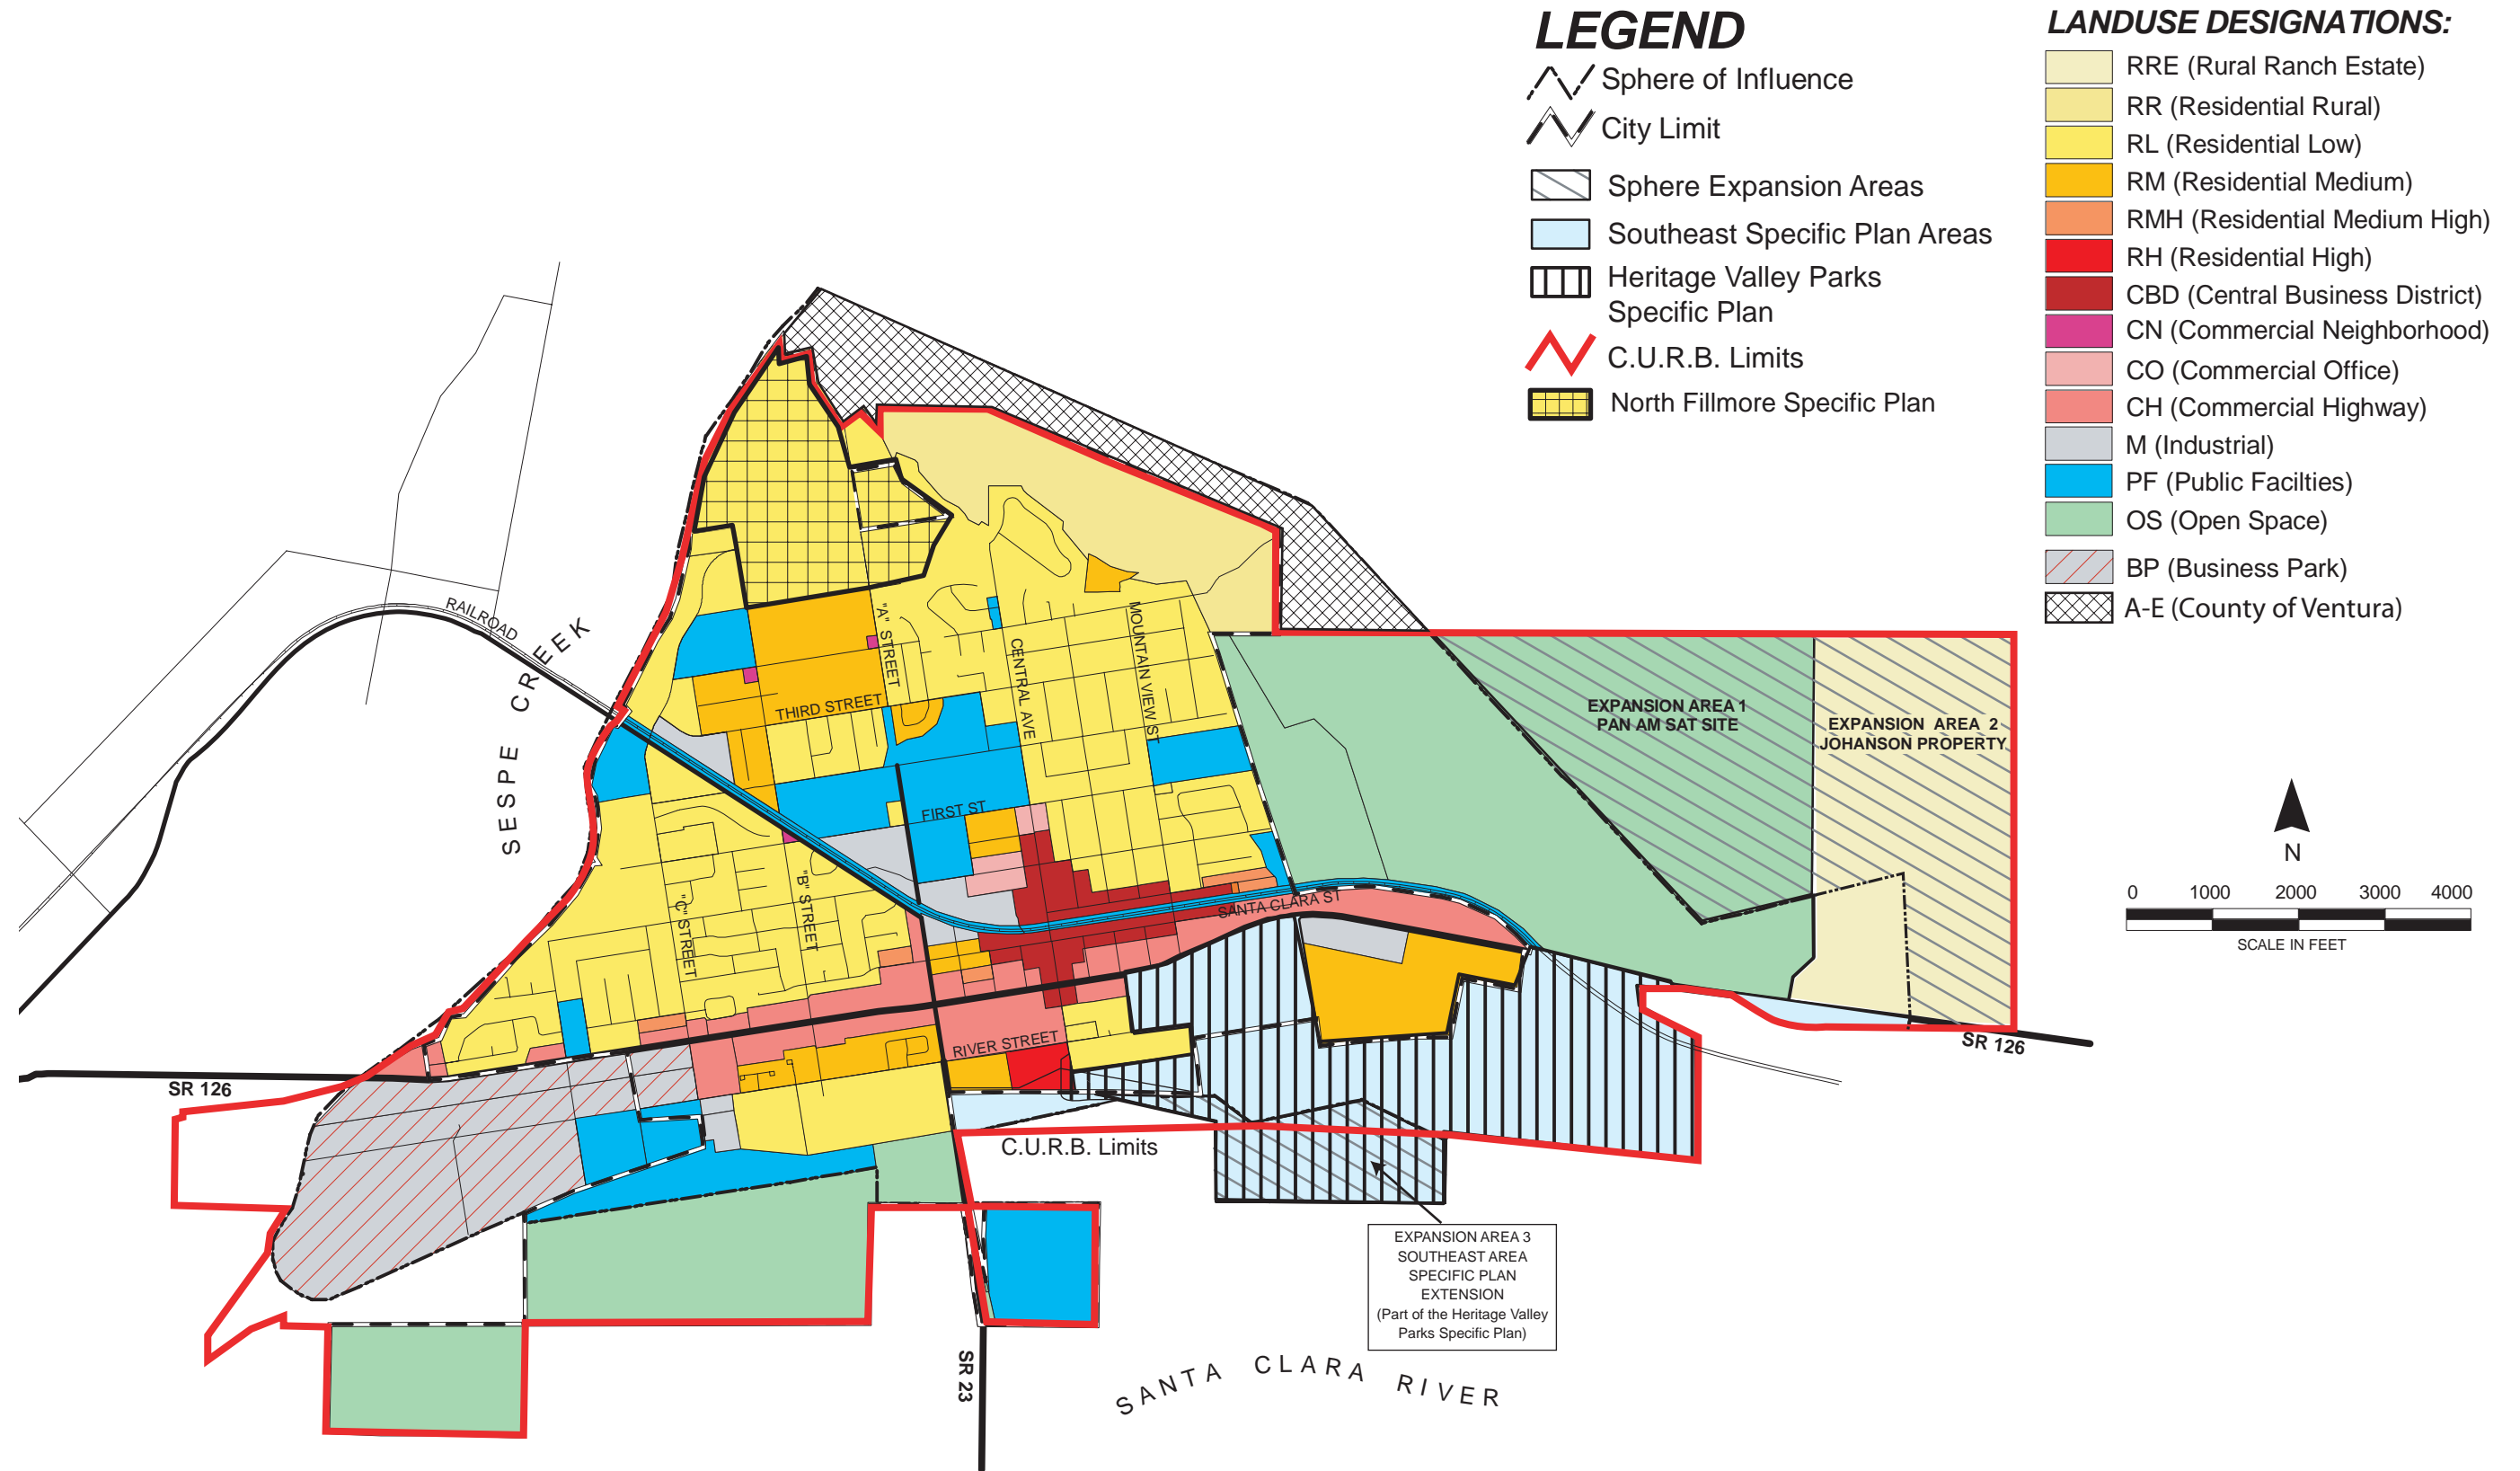 LEGEND
Sphere of Influence
City Limit
Sphere Expansion Areas
Southeast Specific Plan Areas
Heritage Valley Parks
Specific Plan
C.U.R.B. Limits
North Fillmore Specific Plan
LANDUSE DESIGNATIONS:
RRE (Rural Ranch Estate)
RR (Residential Rural)
RL (Residential Low)
RM (Residential Medium)
RMH (Residential Medium High)
RH (Residential High)
CBD (Central Business District)
CN (Commercial Neighborhood)
CO (Commercial Office)
CH (Commercial Highway)
M (Industrial)
PF (Public Facilties)
OS (Open Space)
BP (Business Park)
A-E (County of Ventura)
RAILROAD
SESPE CREEK
"A" STREET
CENTRAL AVE
MOUNTAIN VIEW ST
THIRD STREET
FIRST ST
"B" STREET
"C" STREET
SANTA CLARA ST
RIVER STREET
EXPANSION AREA 1
PAN AM SAT SITE
EXPANSION AREA 2
JOHANSON PROPERTY
N
0 1000 2000 3000 4000
SCALE IN FEET
SR 126
SR 126
C.U.R.B. Limits
EXPANSION AREA 3
SOUTHEAST AREA
SPECIFIC PLAN
EXTENSION
(Part of the Heritage Valley
Parks Specific Plan)
SR 23
SANTA CLARA RIVER